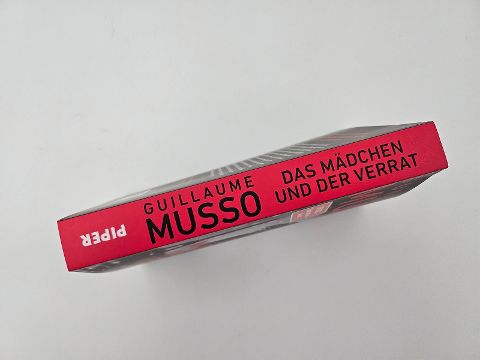 PIPER
GUILLAUME
MUSSO
DAS MÄDCHEN
UND DER VERRAT